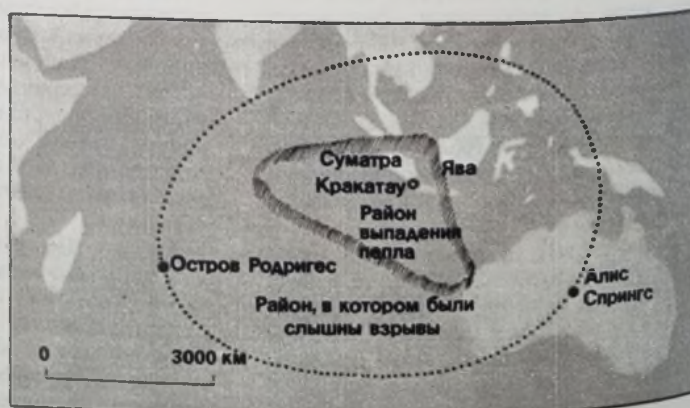 Суматра
Ява
Кракатау
Район
выпадения
пепла
Остров Родригес
Алис
Спрингс
Район, в котором были
слышны взрывы
0 3000 км